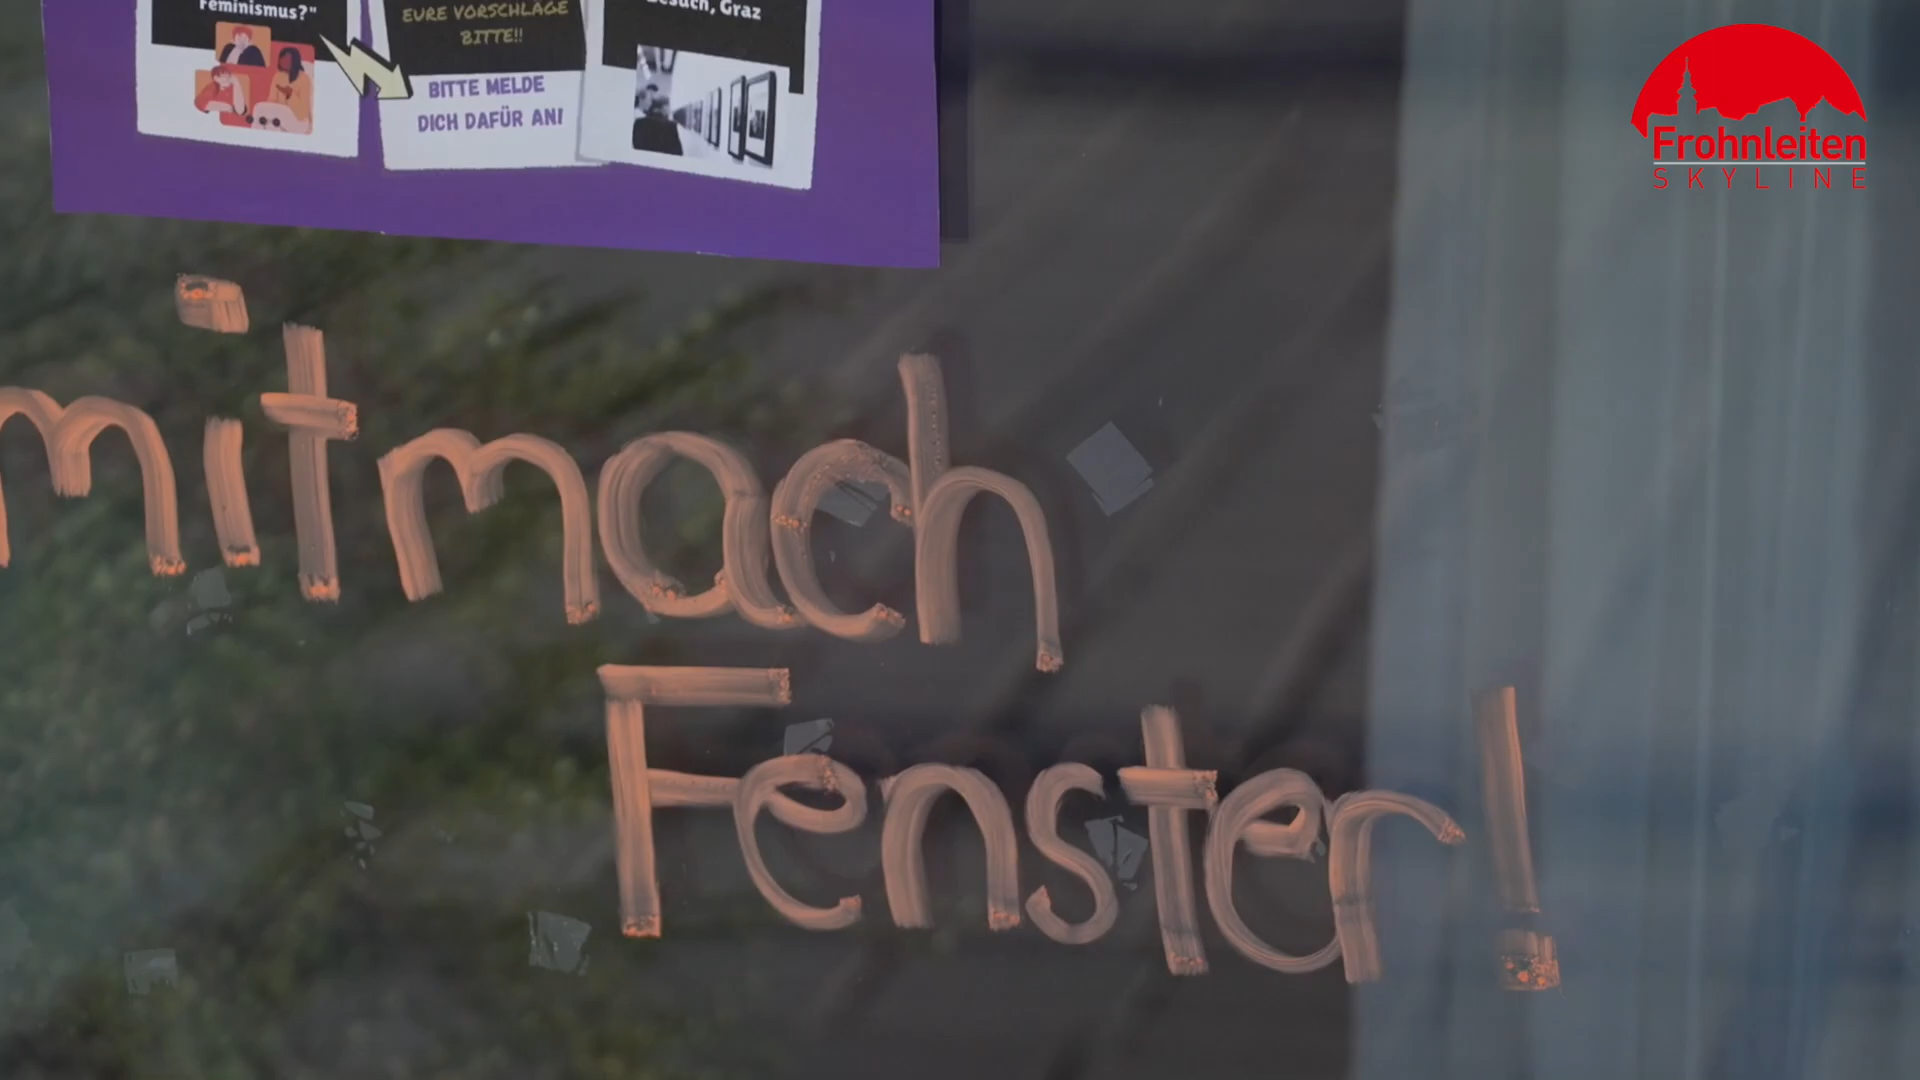 Feminismus?"
EURE VORSCHLÄGE
BITTE!!
BITTE MELDE
DICH DAFÜR AN!
Besuch, Graz
mitmach
Fenster!
Frohnleiten
SKYLINE